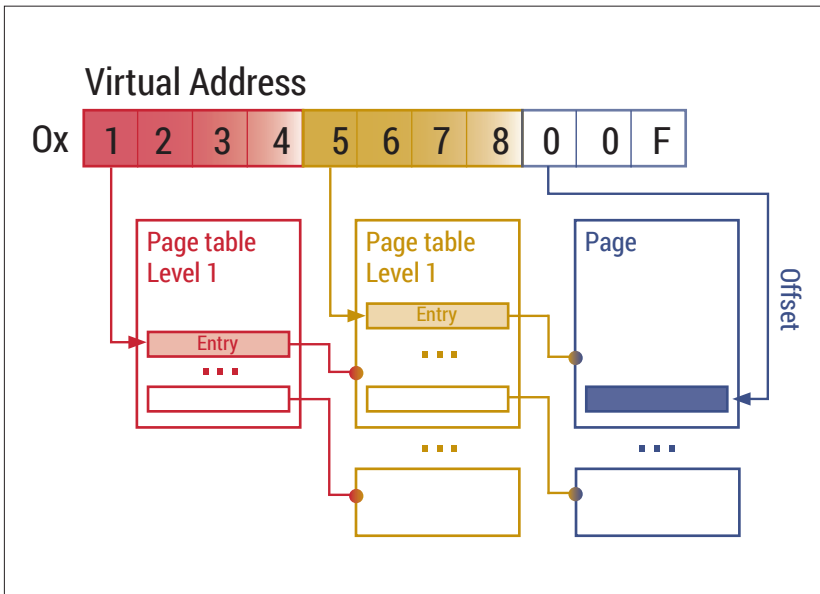 Virtual Address
0x 1 2 3 4 5 6 7 8 0 0 F
Page table
Level 1
Entry
Page table
Level 1
Entry
Page
Offset